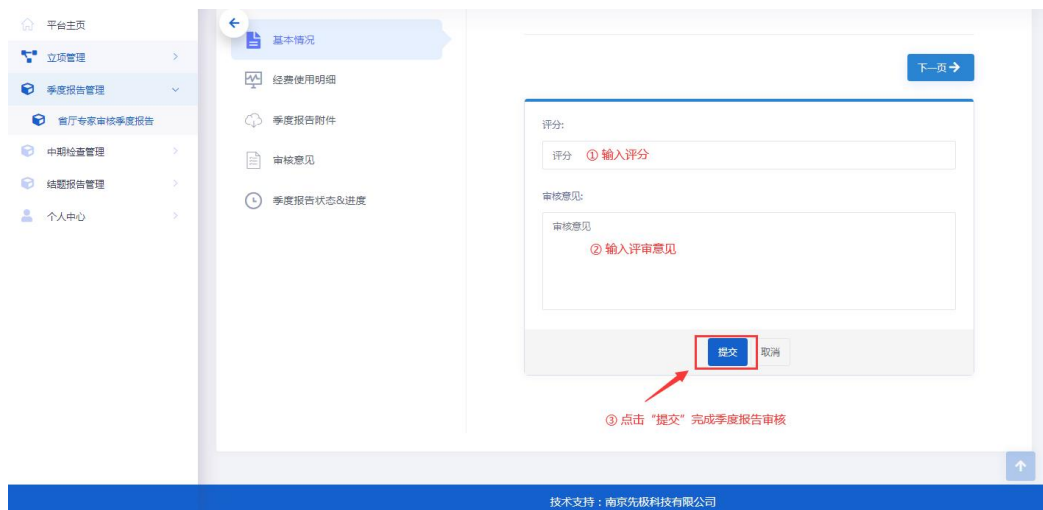 平台主页
立项管理
季度报告管理
省厅专家审核季度报告
中期检查管理
结题报告管理
个人中心
基本情况
经费使用明细
季度报告附件
审核意见
季度报告状态&进度
下一页
评分:
评分 ① 输入评分
审核意见:
审核意见
② 输入评审意见
提交 取消
③ 点击“提交”完成季度报告审核
技术支持：南京先极科技有限公司